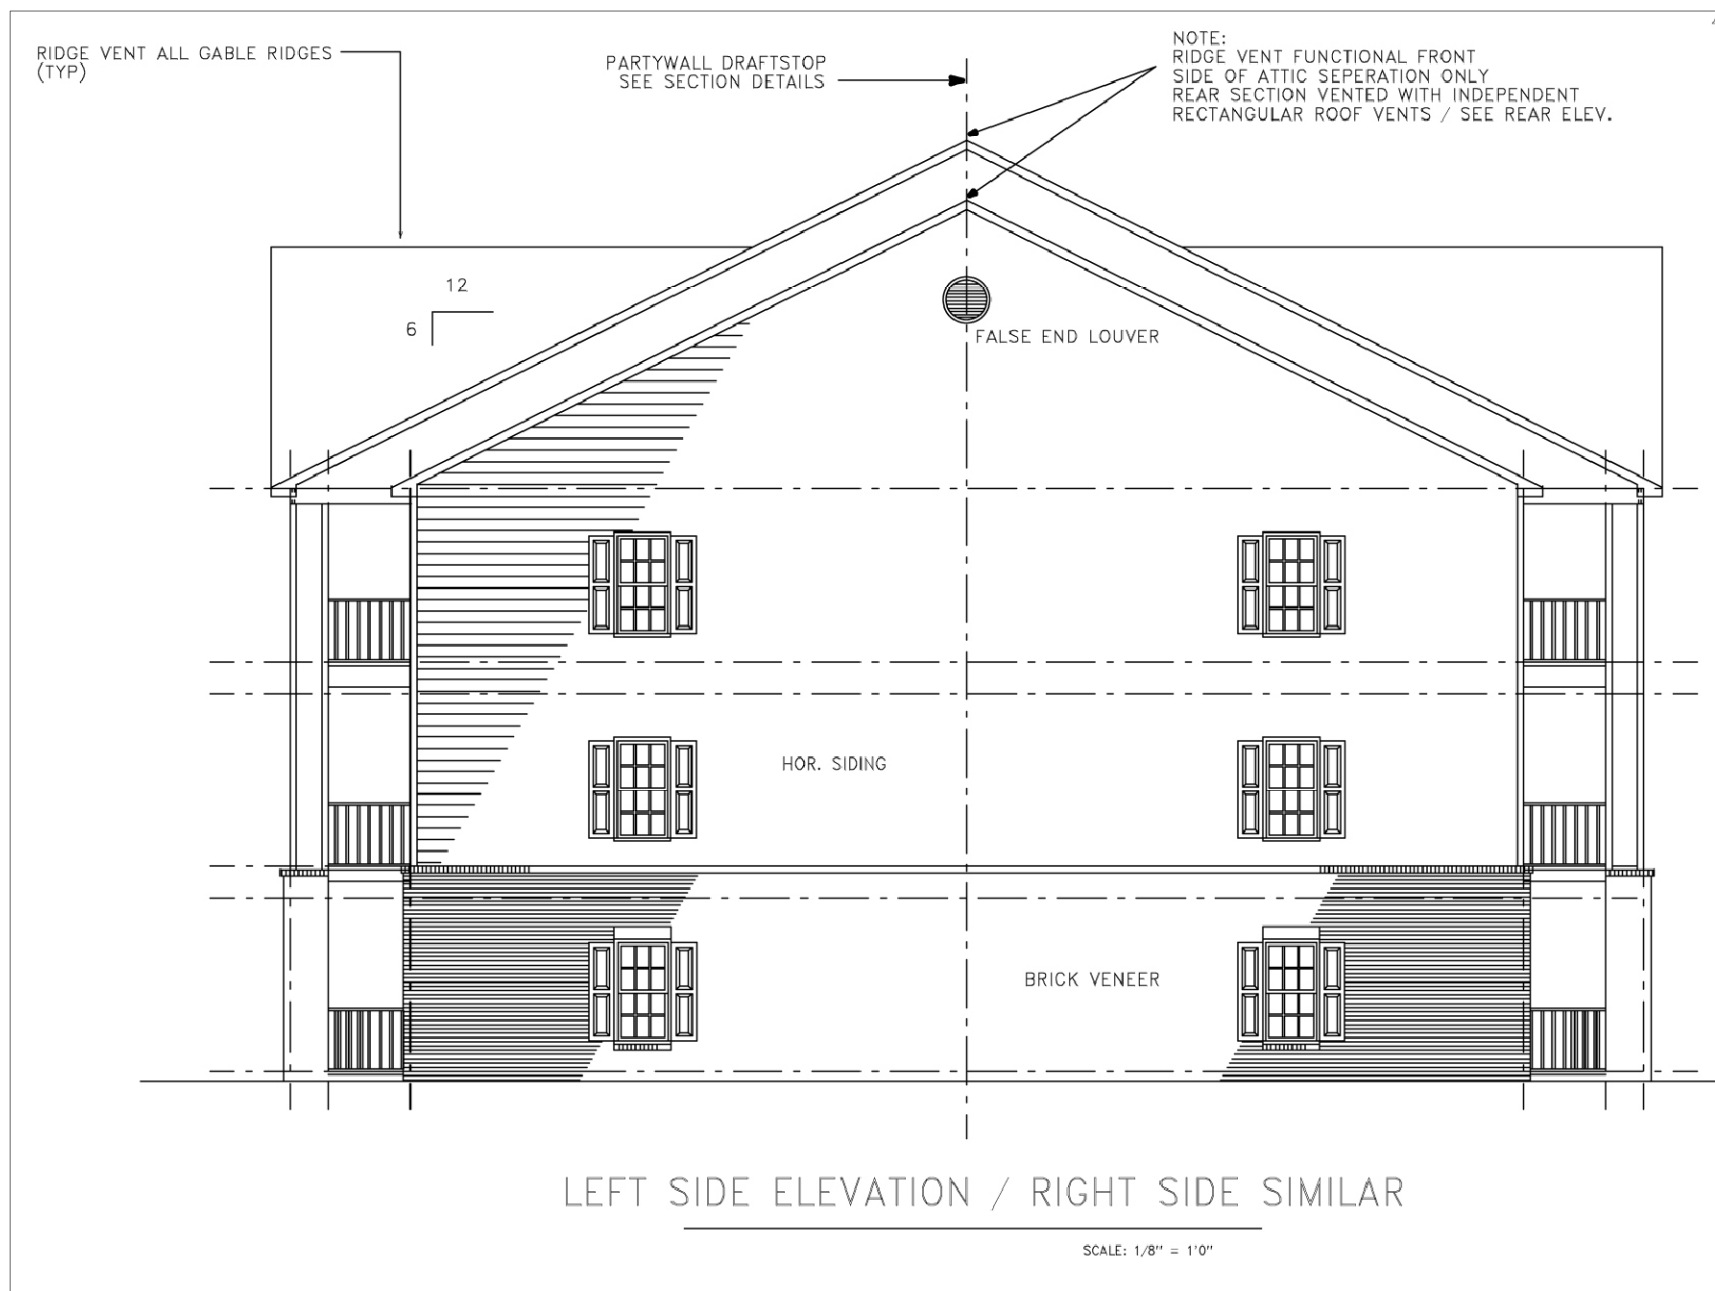 RIDGE VENT ALL GABLE RIDGES
(TYP)
PARTYWALL DRAFTSTOP
SEE SECTION DETAILS
NOTE:
RIDGE VENT FUNCTIONAL FRONT
SIDE OF ATTIC SEPERATION ONLY
REAR SECTION VENTED WITH INDEPENDENT
RECTANGULAR ROOF VENTS / SEE REAR ELEV.
12
6
FALSE END LOUVER
HOR. SIDING
BRICK VENEER
LEFT SIDE ELEVATION / RIGHT SIDE SIMILAR
SCALE: 1/8" = 1'0"